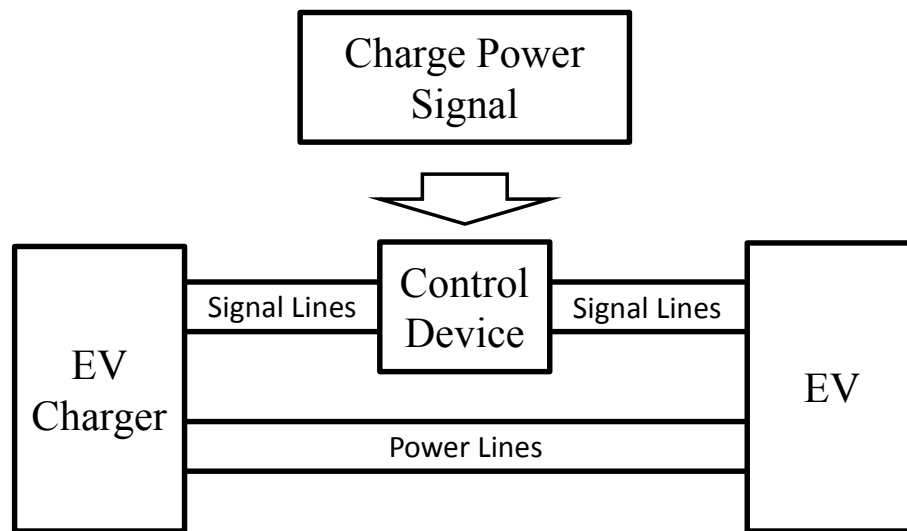 Charge Power
Signal
Control
Device
Signal Lines
Signal Lines
EV
Charger
EV
Power Lines